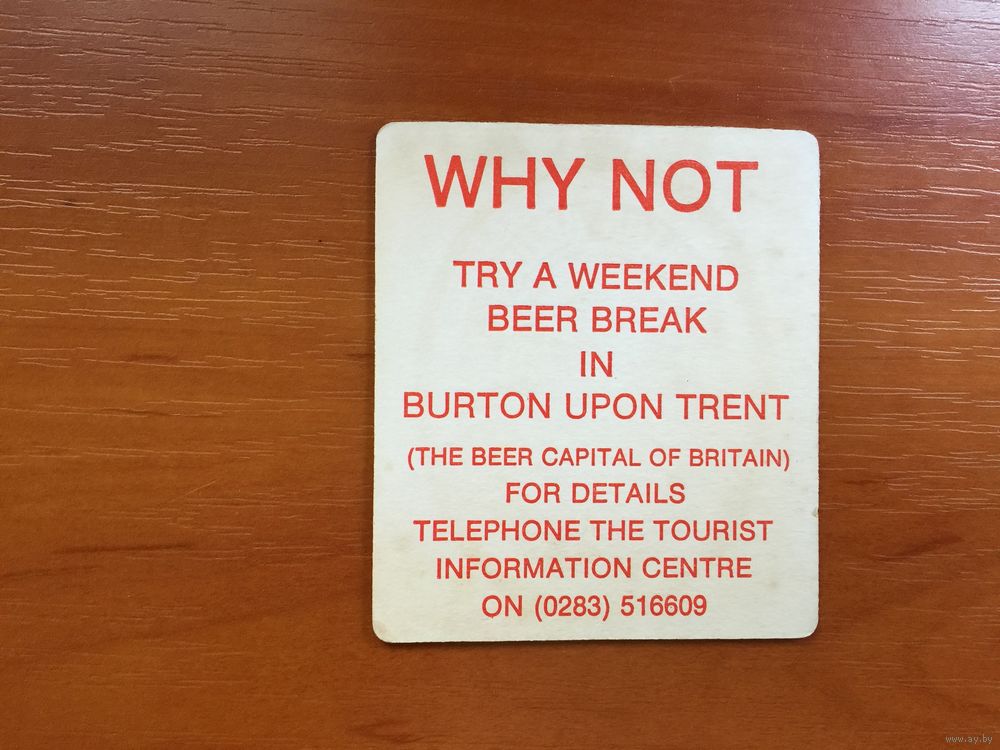 WHY NOT
TRY A WEEKEND
BEER BREAK
IN
BURTON UPON TRENT
(THE BEER CAPITAL OF BRITAIN)
FOR DETAILS
TELEPHONE THE TOURIST
INFORMATION CENTRE
ON (0283) 516609
www.ay.by